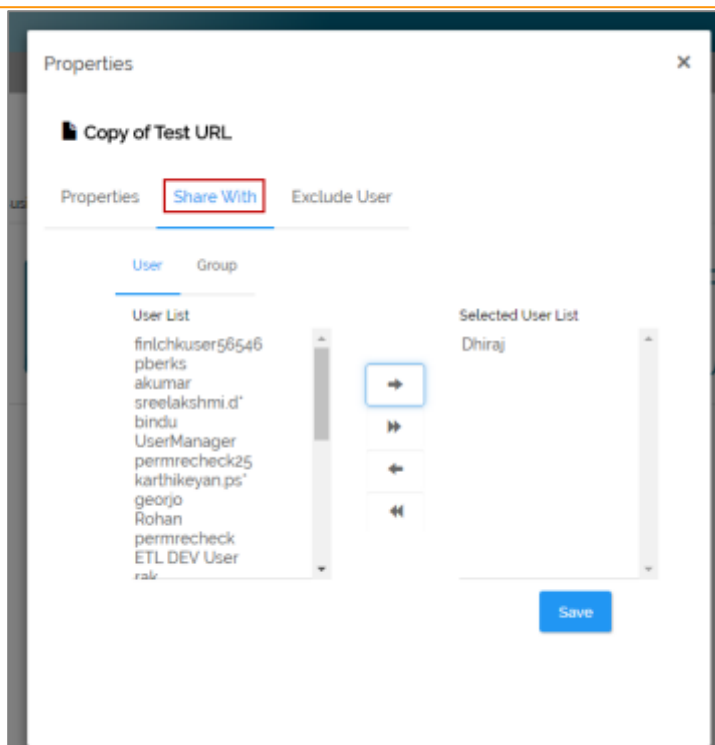 Properties
Copy of Test URL
Properties Share With Exclude User
User Group
User List
Selected User List
finlchkuser56546
Dhiraj
pberks
akumar
sreelakshmi.d*
bindu
UserManager
permrecheck25
karthikeyan.ps*
georjo
Rohan
permrecheck
ETL DEV User
rak
Save